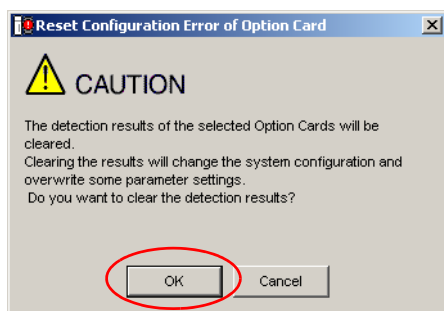 Reset Configuration Error of Option Card
CAUTION
The detection results of the selected Option Cards will be
cleared.
Clearing the results will change the system configuration and
overwrite some parameter settings.
Do you want to clear the detection results?
OK
Cancel